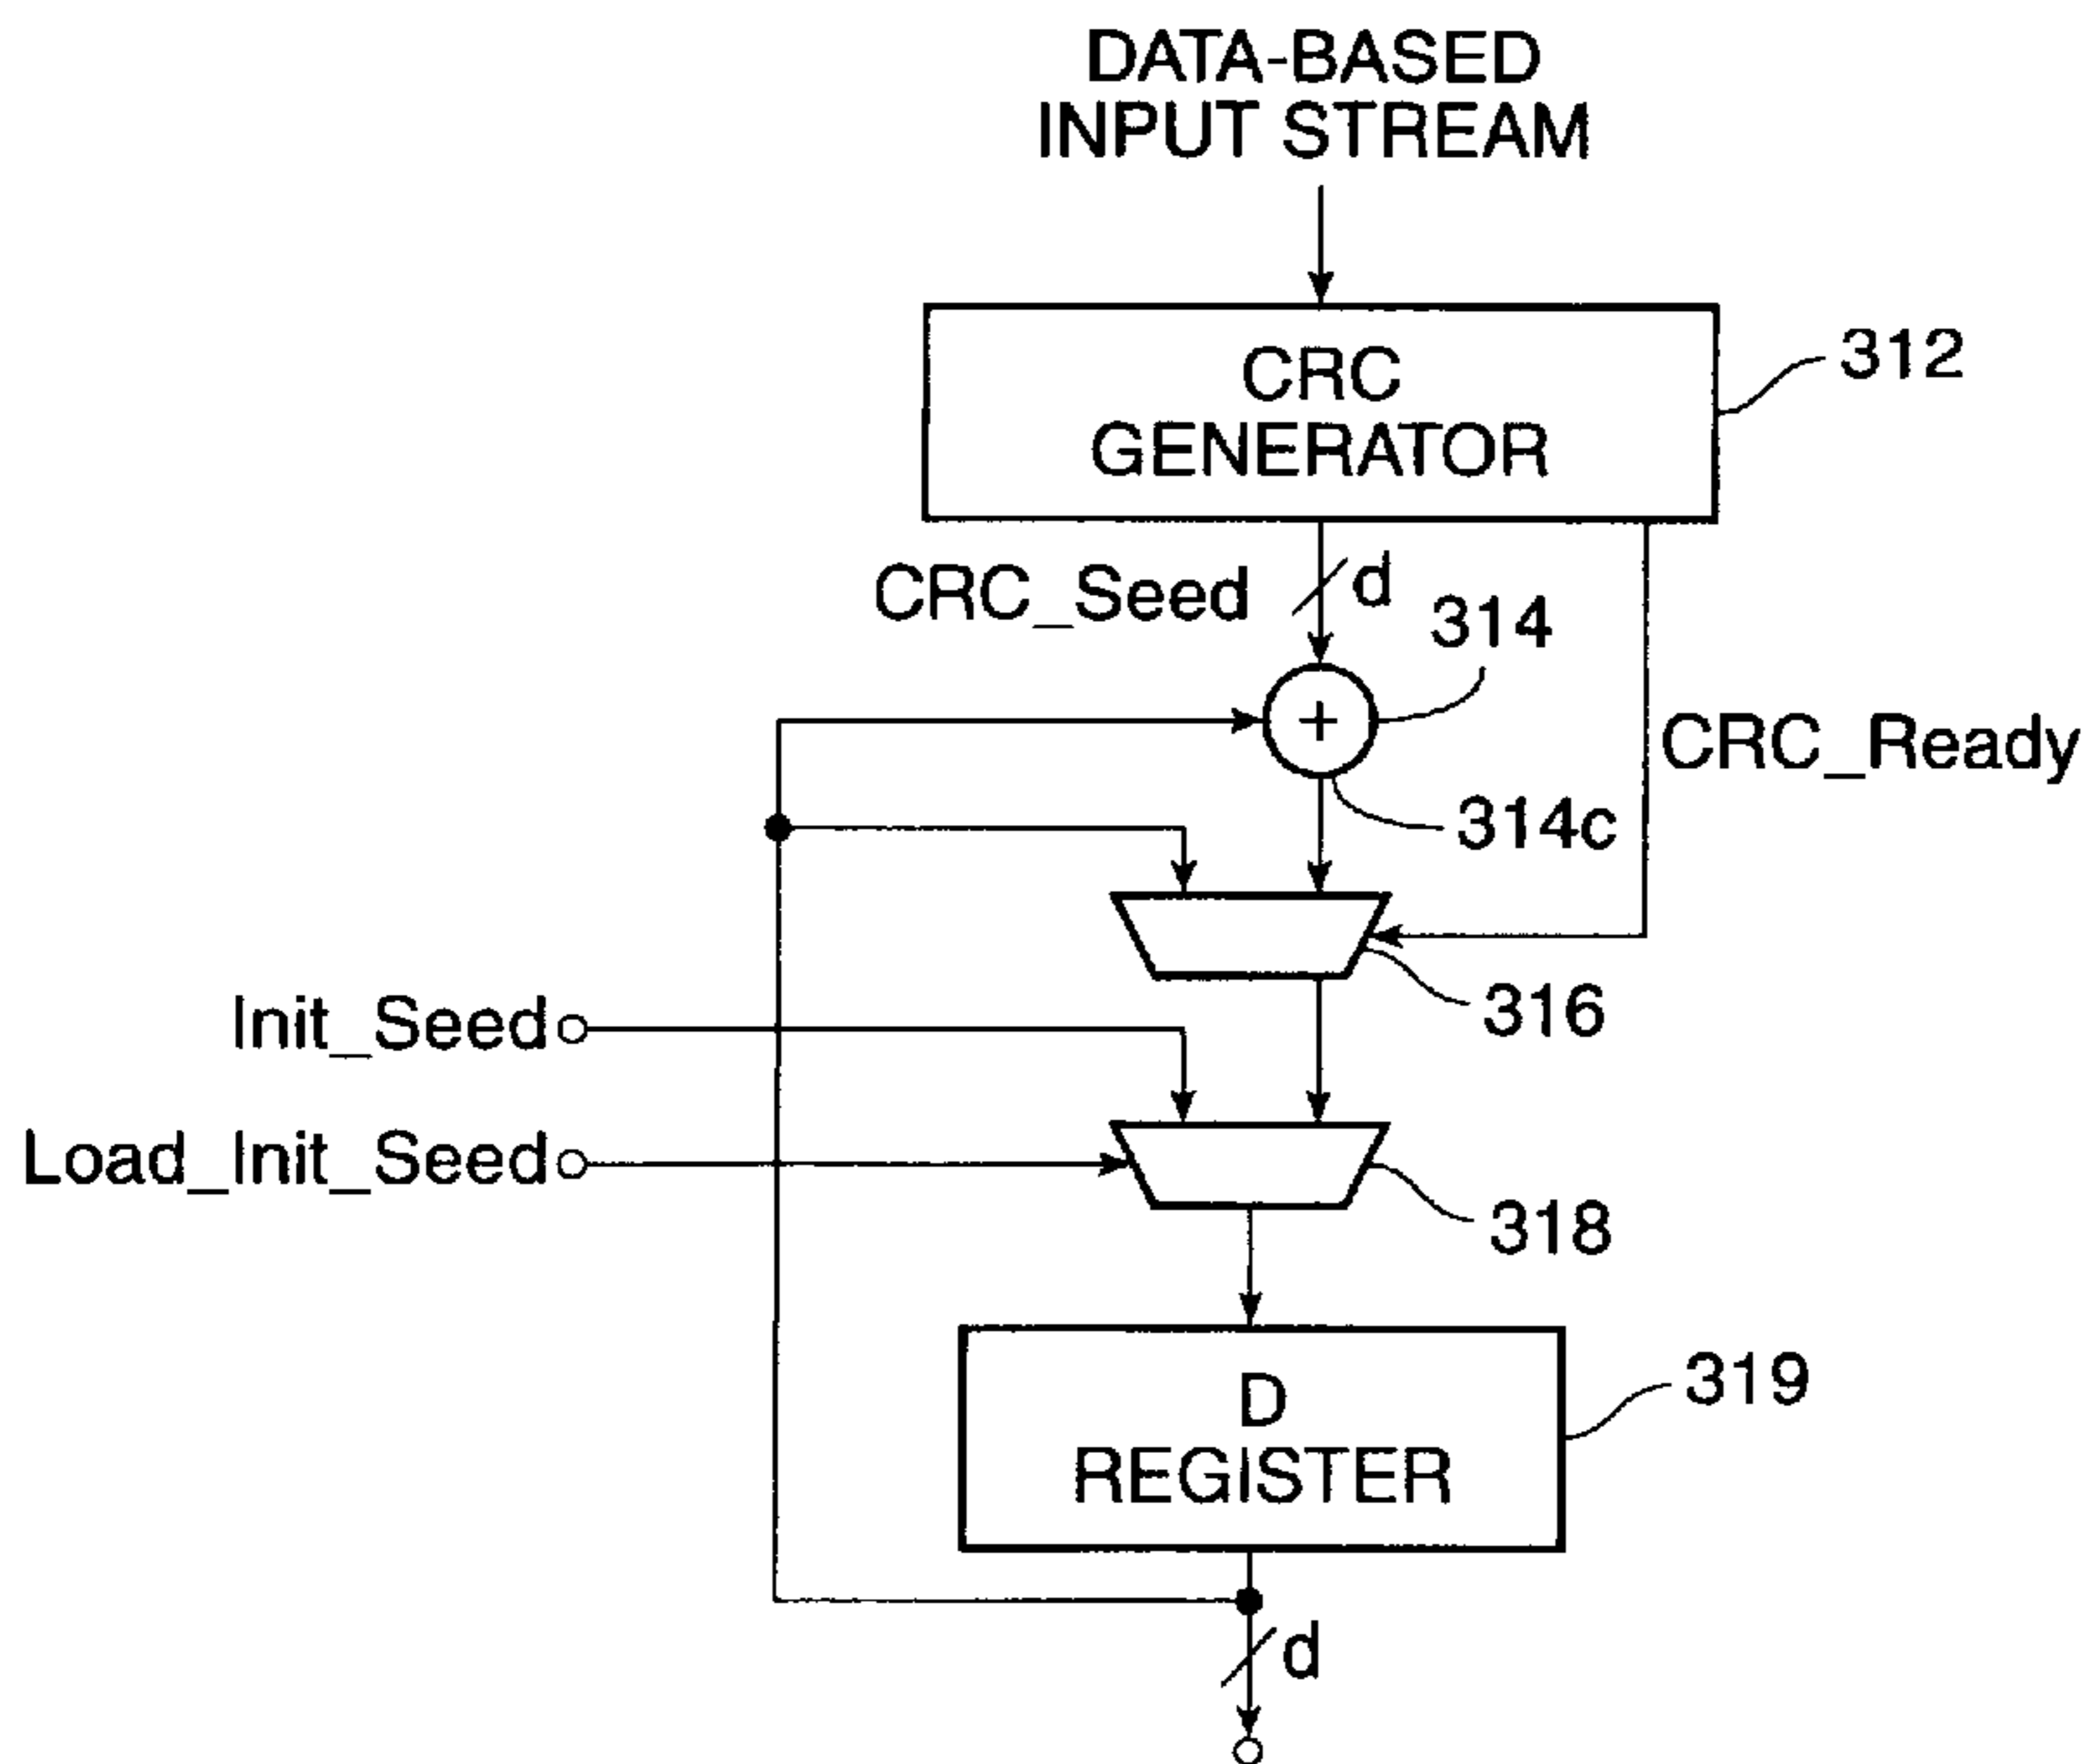 DATA-BASED
INPUT STREAM
CRC
GENERATOR
312
CRC_Seed
d
314
+
CRC_Ready
314c
316
Init_Seed
Load_Init_Seed
318
D
REGISTER
319
d